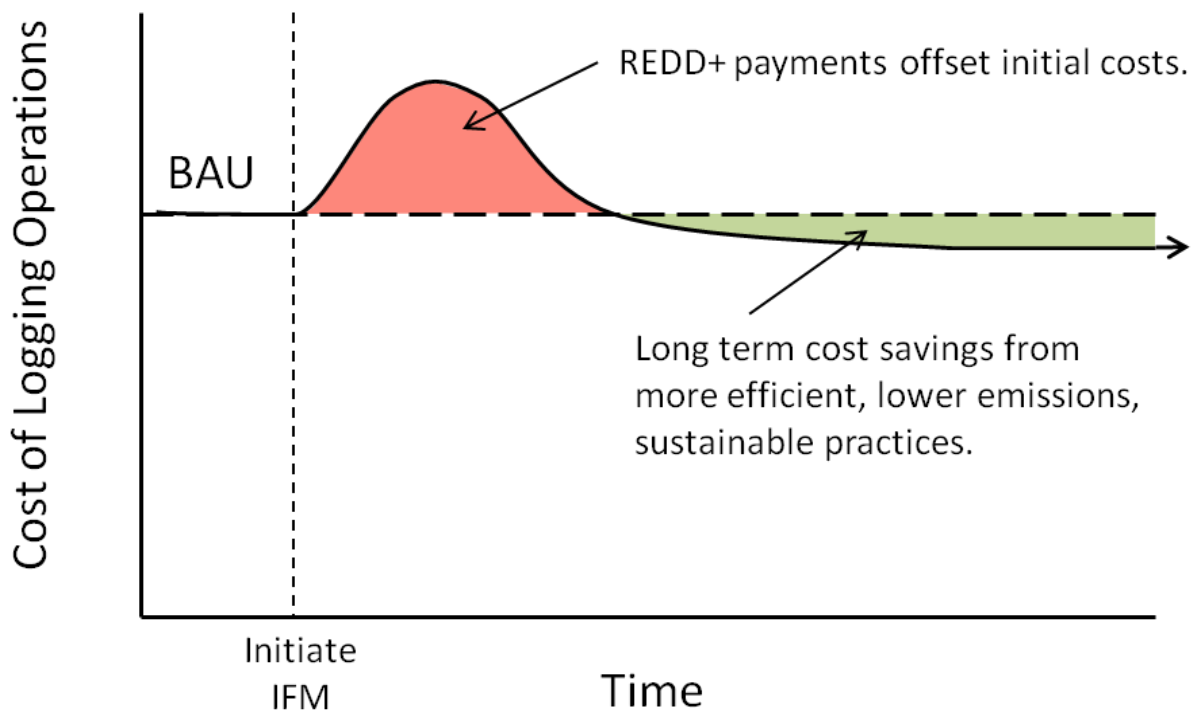 Cost of Logging Operations
REDD+ payments offset initial costs.
BAU
Long term cost savings from
more efficient, lower emissions,
sustainable practices.
Initiate
IFM
Time